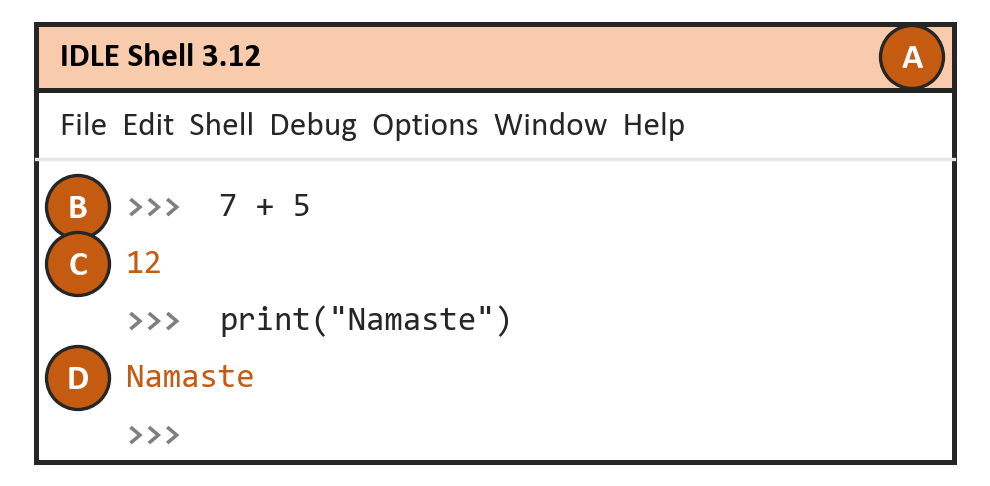 IDLE Shell 3.12 A
File Edit Shell Debug Options Window Help
B >>> 7 + 5
C 12
>>> print("Namaste")
D Namaste
>>>